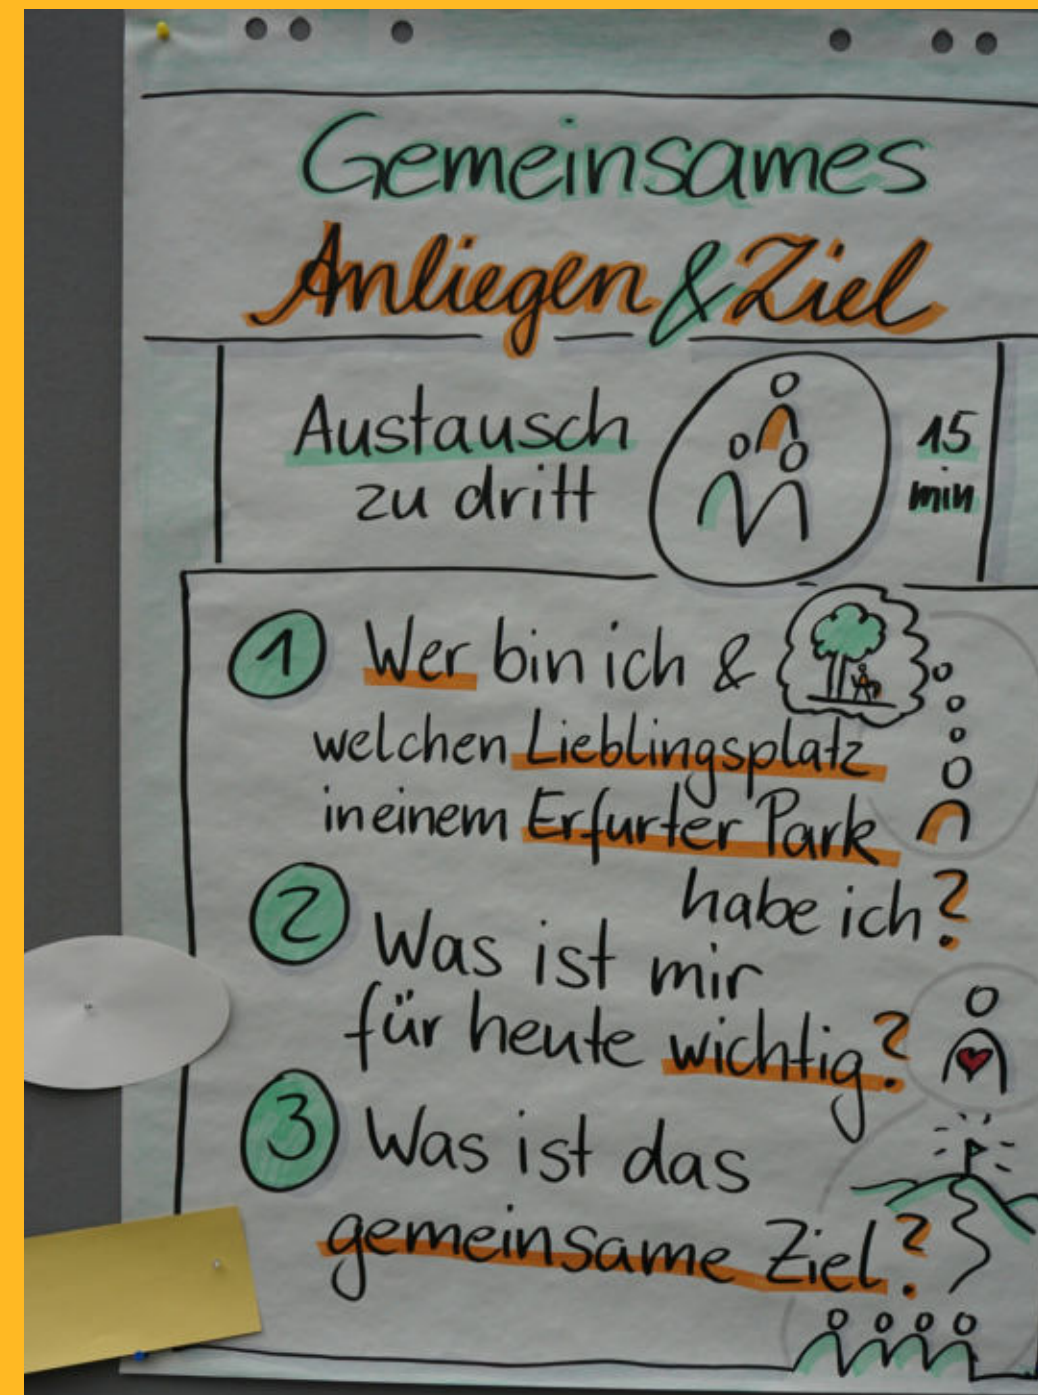 Gemeinsames
Anliegen & Ziel
Austausch
zu dritt
15
min
1 Wer bin ich &
welchen Lieblingsplatz
in einem Erfurter Park
habe ich?
2 Was ist mir
für heute wichtig?
3 Was ist das
gemeinsame Ziel?